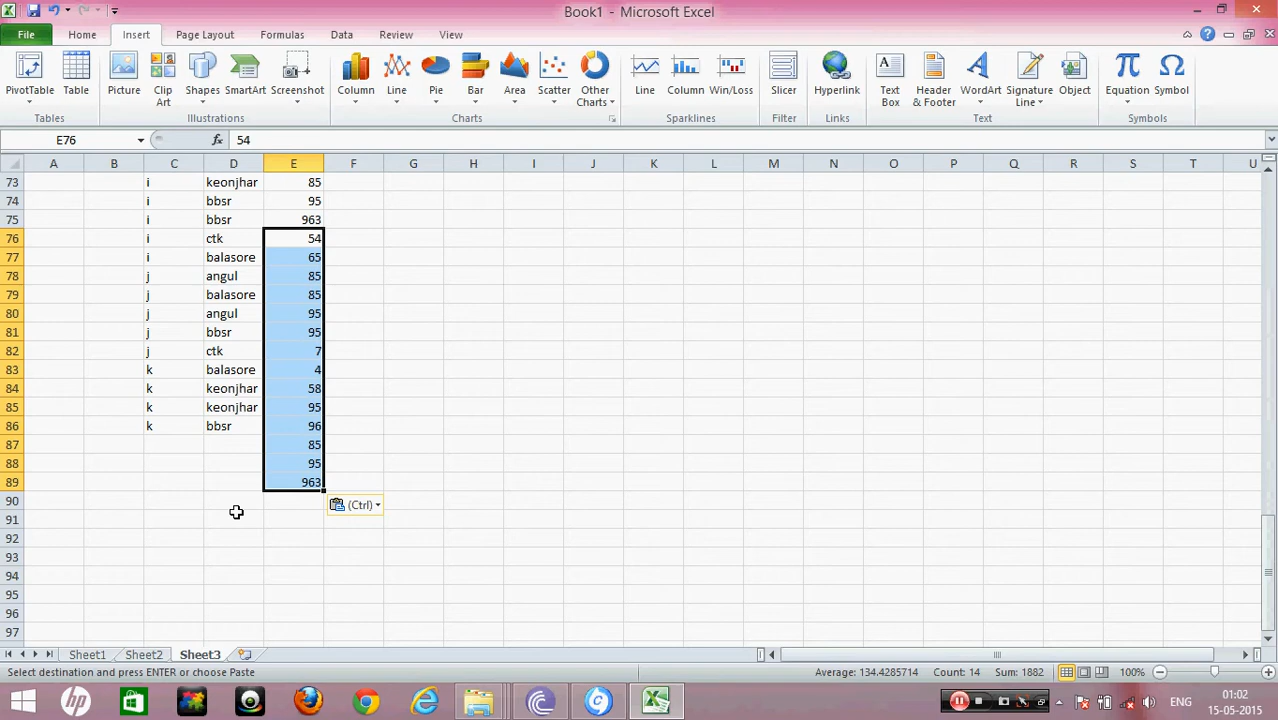 Book1 - Microsoft Excel
File Home Insert Page Layout Formulas Data Review View
PivotTable Table Picture Clip Art Shapes SmartArt Screenshot Column Line Pie Bar Area Scatter Other Charts Line Column Win/Loss Slicer Hyperlink Text Box Header & Footer WordArt Signature Line Object Equation Symbol
Tables Illustrations Charts Sparklines Filter Links Text Symbols
E76 fx 54
A B C D E F G H I J K L M N O P Q R S T U
73 i keonjhar 85
74 i bbsr 95
75 i bbsr 963
76 i ctk 54
77 i balasore 65
78 j angul 85
79 j balasore 85
80 j angul 95
81 j bbsr 95
82 j ctk 7
83 k balasore 4
84 k keonjhar 58
85 k keonjhar 95
86 k bbsr 96
87 85
88 95
89 963
90 (Ctrl)
91
92
93
94
95
96
97
Sheet1 Sheet2 Sheet3
Select destination and press ENTER or choose Paste Average: 134.4285714 Count: 14 Sum: 1882 100%
hp ENG 01:02
15-05-2015